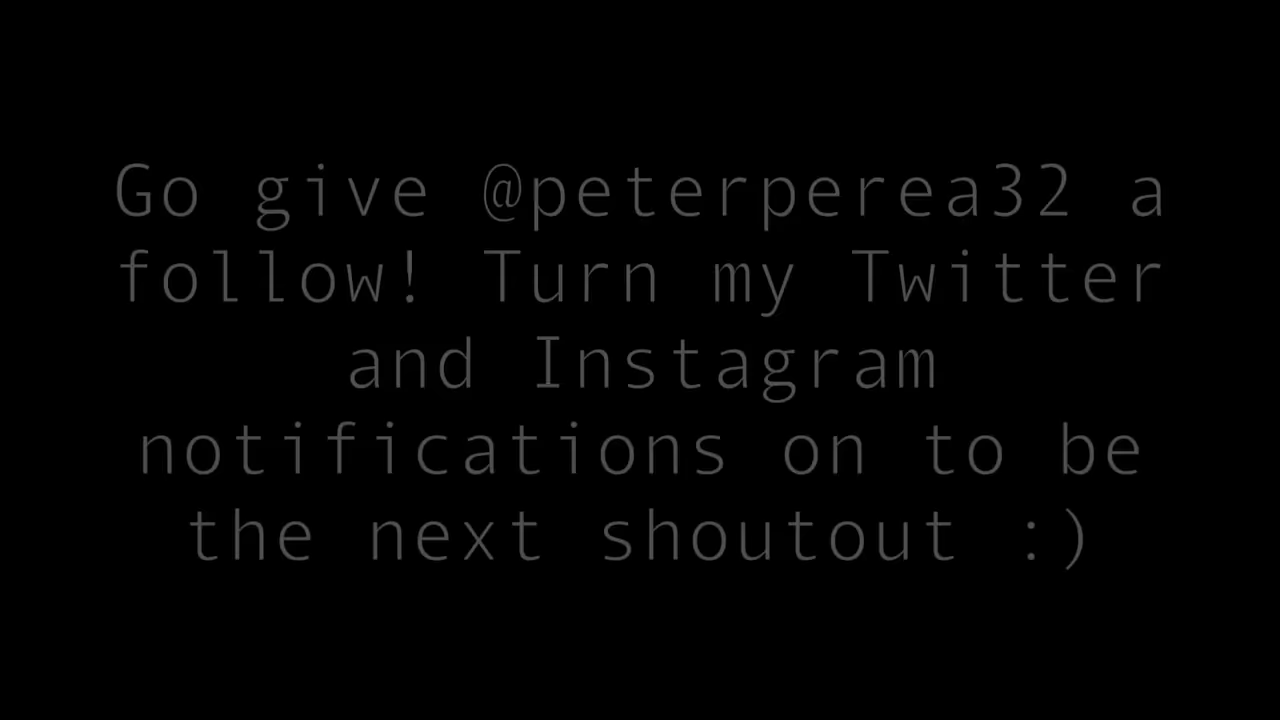 Go give @peterperea32 a
follow! Turn my Twitter
and Instagram
notifications on to be
the next shoutout :)